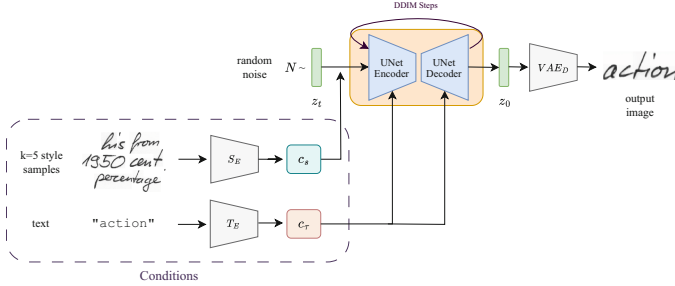 DDIM Steps
random
noise
N ~
z_t
UNet
Encoder
UNet
Decoder
z_0
VAE_D
action
output
image
k=5 style
samples
his from
1950 cent.
percentage
S_E
c_s
text
"action"
T_E
c_τ
Conditions